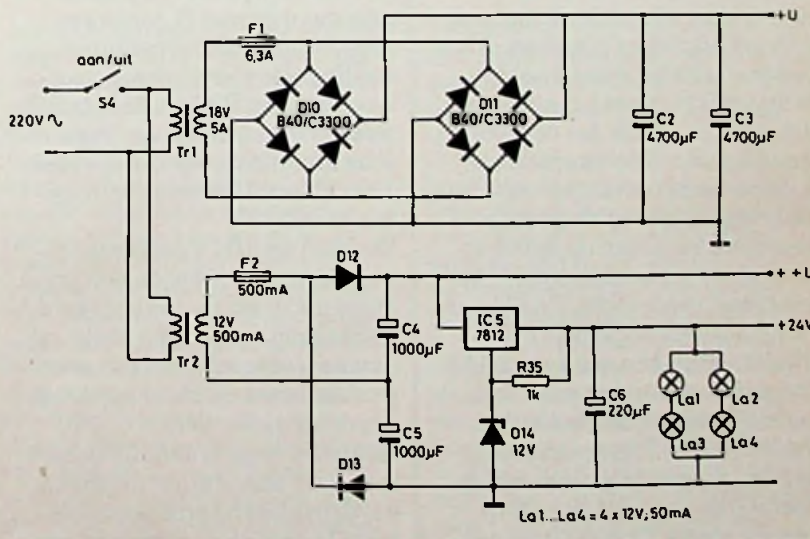 aan/uit
S4
220V ∿
Tr1
18V
5A
F1
6,3A
D10
B40/C3300
D11
B40/C3300
+U
C2
4700µF
C3
4700µF
Tr2
12V
500mA
F2
500mA
D12
C4
1000µF
C5
1000µF
D13
++U
IC5
7812
R35
1k
D14
12V
C6
220µF
+24V
La1
La2
La3
La4
La1...La4 = 4 x 12V; 50mA